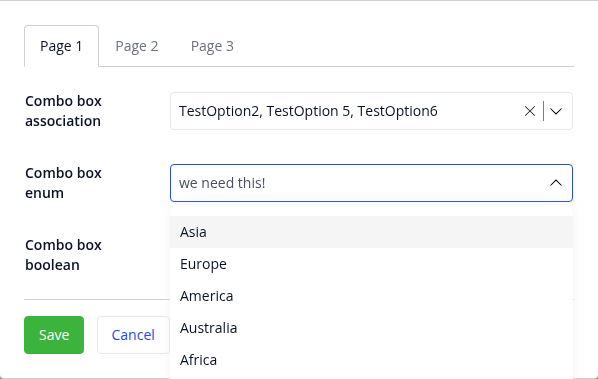 Page 1 Page 2 Page 3
Combo box
association
TestOption2, TestOption 5, TestOption6
Combo box
enum
we need this!
Asia
Europe
America
Australia
Africa
Combo box
boolean
Save Cancel